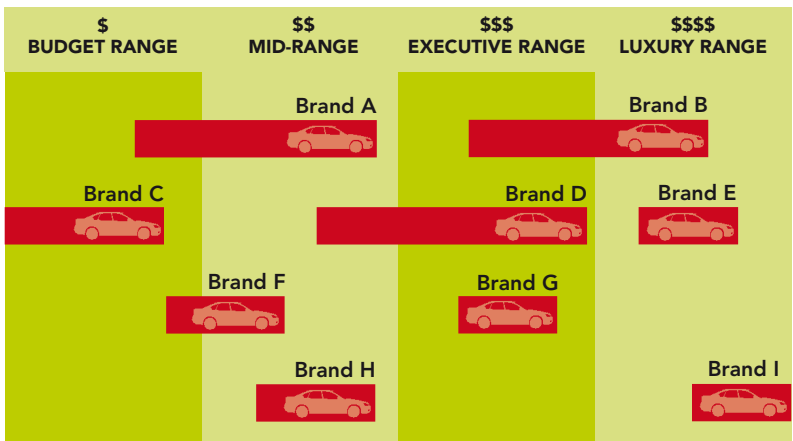 $ $$ $$$ $$$$
BUDGET RANGE MID-RANGE EXECUTIVE RANGE LUXURY RANGE
Brand A Brand B
Brand C Brand D Brand E
Brand F Brand G
Brand H Brand I